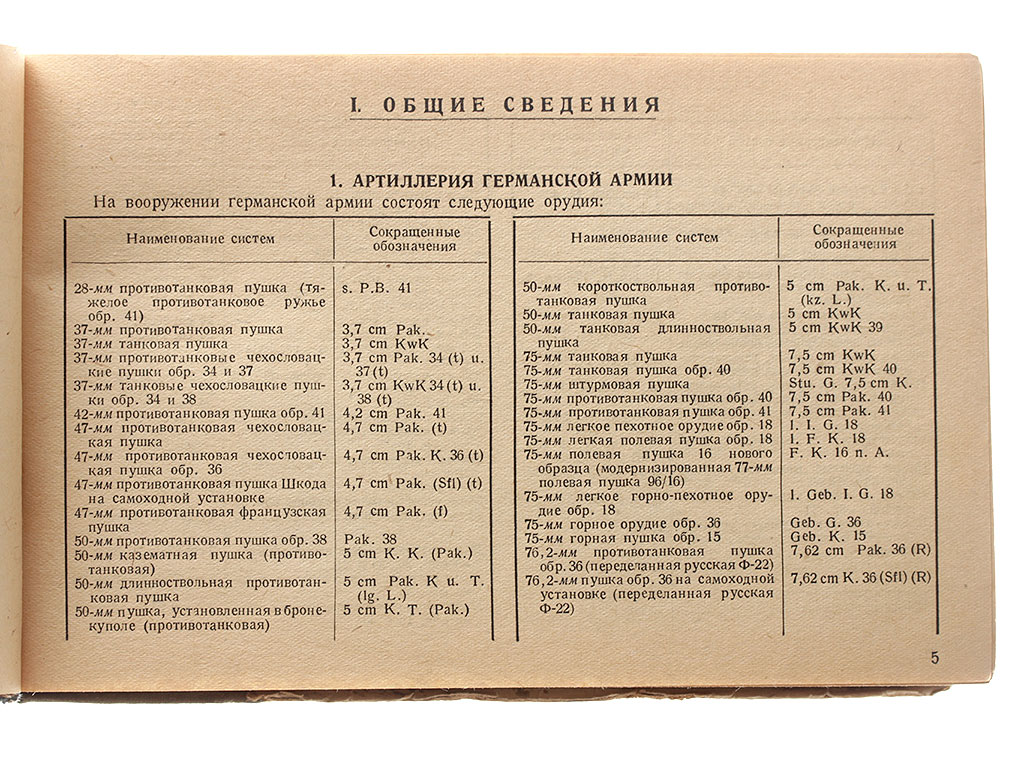 I. ОБЩИЕ СВЕДЕНИЯ
1. АРТИЛЛЕРИЯ ГЕРМАНСКОЙ АРМИИ
На вооружении германской армии состоят следующие орудия:
Наименование систем
Сокращенные
обозначения
28-мм противотанковая пушка (тя-
желое противотанковое ружье
обр. 41)
s. P.B. 41
37-мм противотанковая пушка
3,7 cm Pak.
37-мм танковая пушка
3,7 cm KwK
37-мм противотанковые чехословац-
кие пушки обр. 34 и 37
3,7 cm Pak. 34 (t) u.
37 (t)
37-мм танковые чехословацкие пуш-
ки обр. 34 и 38
3,7 cm KwK 34 (t) u.
38 (t)
42-мм противотанковая пушка обр. 41
4,2 cm Pak. 41
47-мм противотанковая чехословац-
кая пушка
4,7 cm Pak. (t)
47-мм противотанковая чехословац-
кая пушка обр. 36
4,7 cm Pak. K. 36 (t)
47-мм противотанковая пушка Шкода
на самоходной установке
4,7 cm Pak. (Sfl) (t)
47-мм противотанковая французская
пушка
4,7 cm Pak. (f)
50-мм противотанковая пушка обр. 38
Pak. 38
50-мм казематная пушка (противо-
танковая)
5 cm K. K. (Pak.)
50-мм длинноствольная противотан-
ковая пушка
5 cm Pak. K u. T.
(lg. L.)
50-мм пушка, установленная в броне-
куполе (противотанковая)
5 cm K. T. (Pak.)
Наименование систем
Сокращенные
обозначения
50-мм короткоствольная противо-
танковая пушка
5 cm Pak. K. u. T.
(kz. L.)
50-мм танковая пушка
5 cm KwK
50-мм танковая длинноствольная
пушка
5 cm KwK 39
75-мм танковая пушка
7,5 cm KwK
75-мм танковая пушка обр. 40
7,5 cm KwK 40
75-мм штурмовая пушка
Stu. G. 7,5 cm K.
75-мм противотанковая пушка обр. 40
7,5 cm Pak. 40
75-мм противотанковая пушка обр. 41
7,5 cm Pak. 41
75-мм легкое пехотное орудие обр. 18
l. I. G. 18
75-мм легкая полевая пушка обр. 18
l. F. K. 18
75-мм полевая пушка 16 нового
образца (модернизированная 77-мм
полевая пушка 96/16)
F. K. 16 n. A.
75-мм легкое горно-пехотное ору-
дие обр. 18
l. Geb. I. G. 18
75-мм горное орудие обр. 36
Geb. G. 36
75-мм горная пушка обр. 15
Geb. K. 15
76,2-мм противотанковая пушка
обр. 36 (переделанная русская Ф-22)
7,62 cm Pak. 36 (R)
76,2-мм пушка обр. 36 на самоходной
установке (переделанная русская
Ф-22)
7,62 cm K. 36 (Sfl) (R)
5